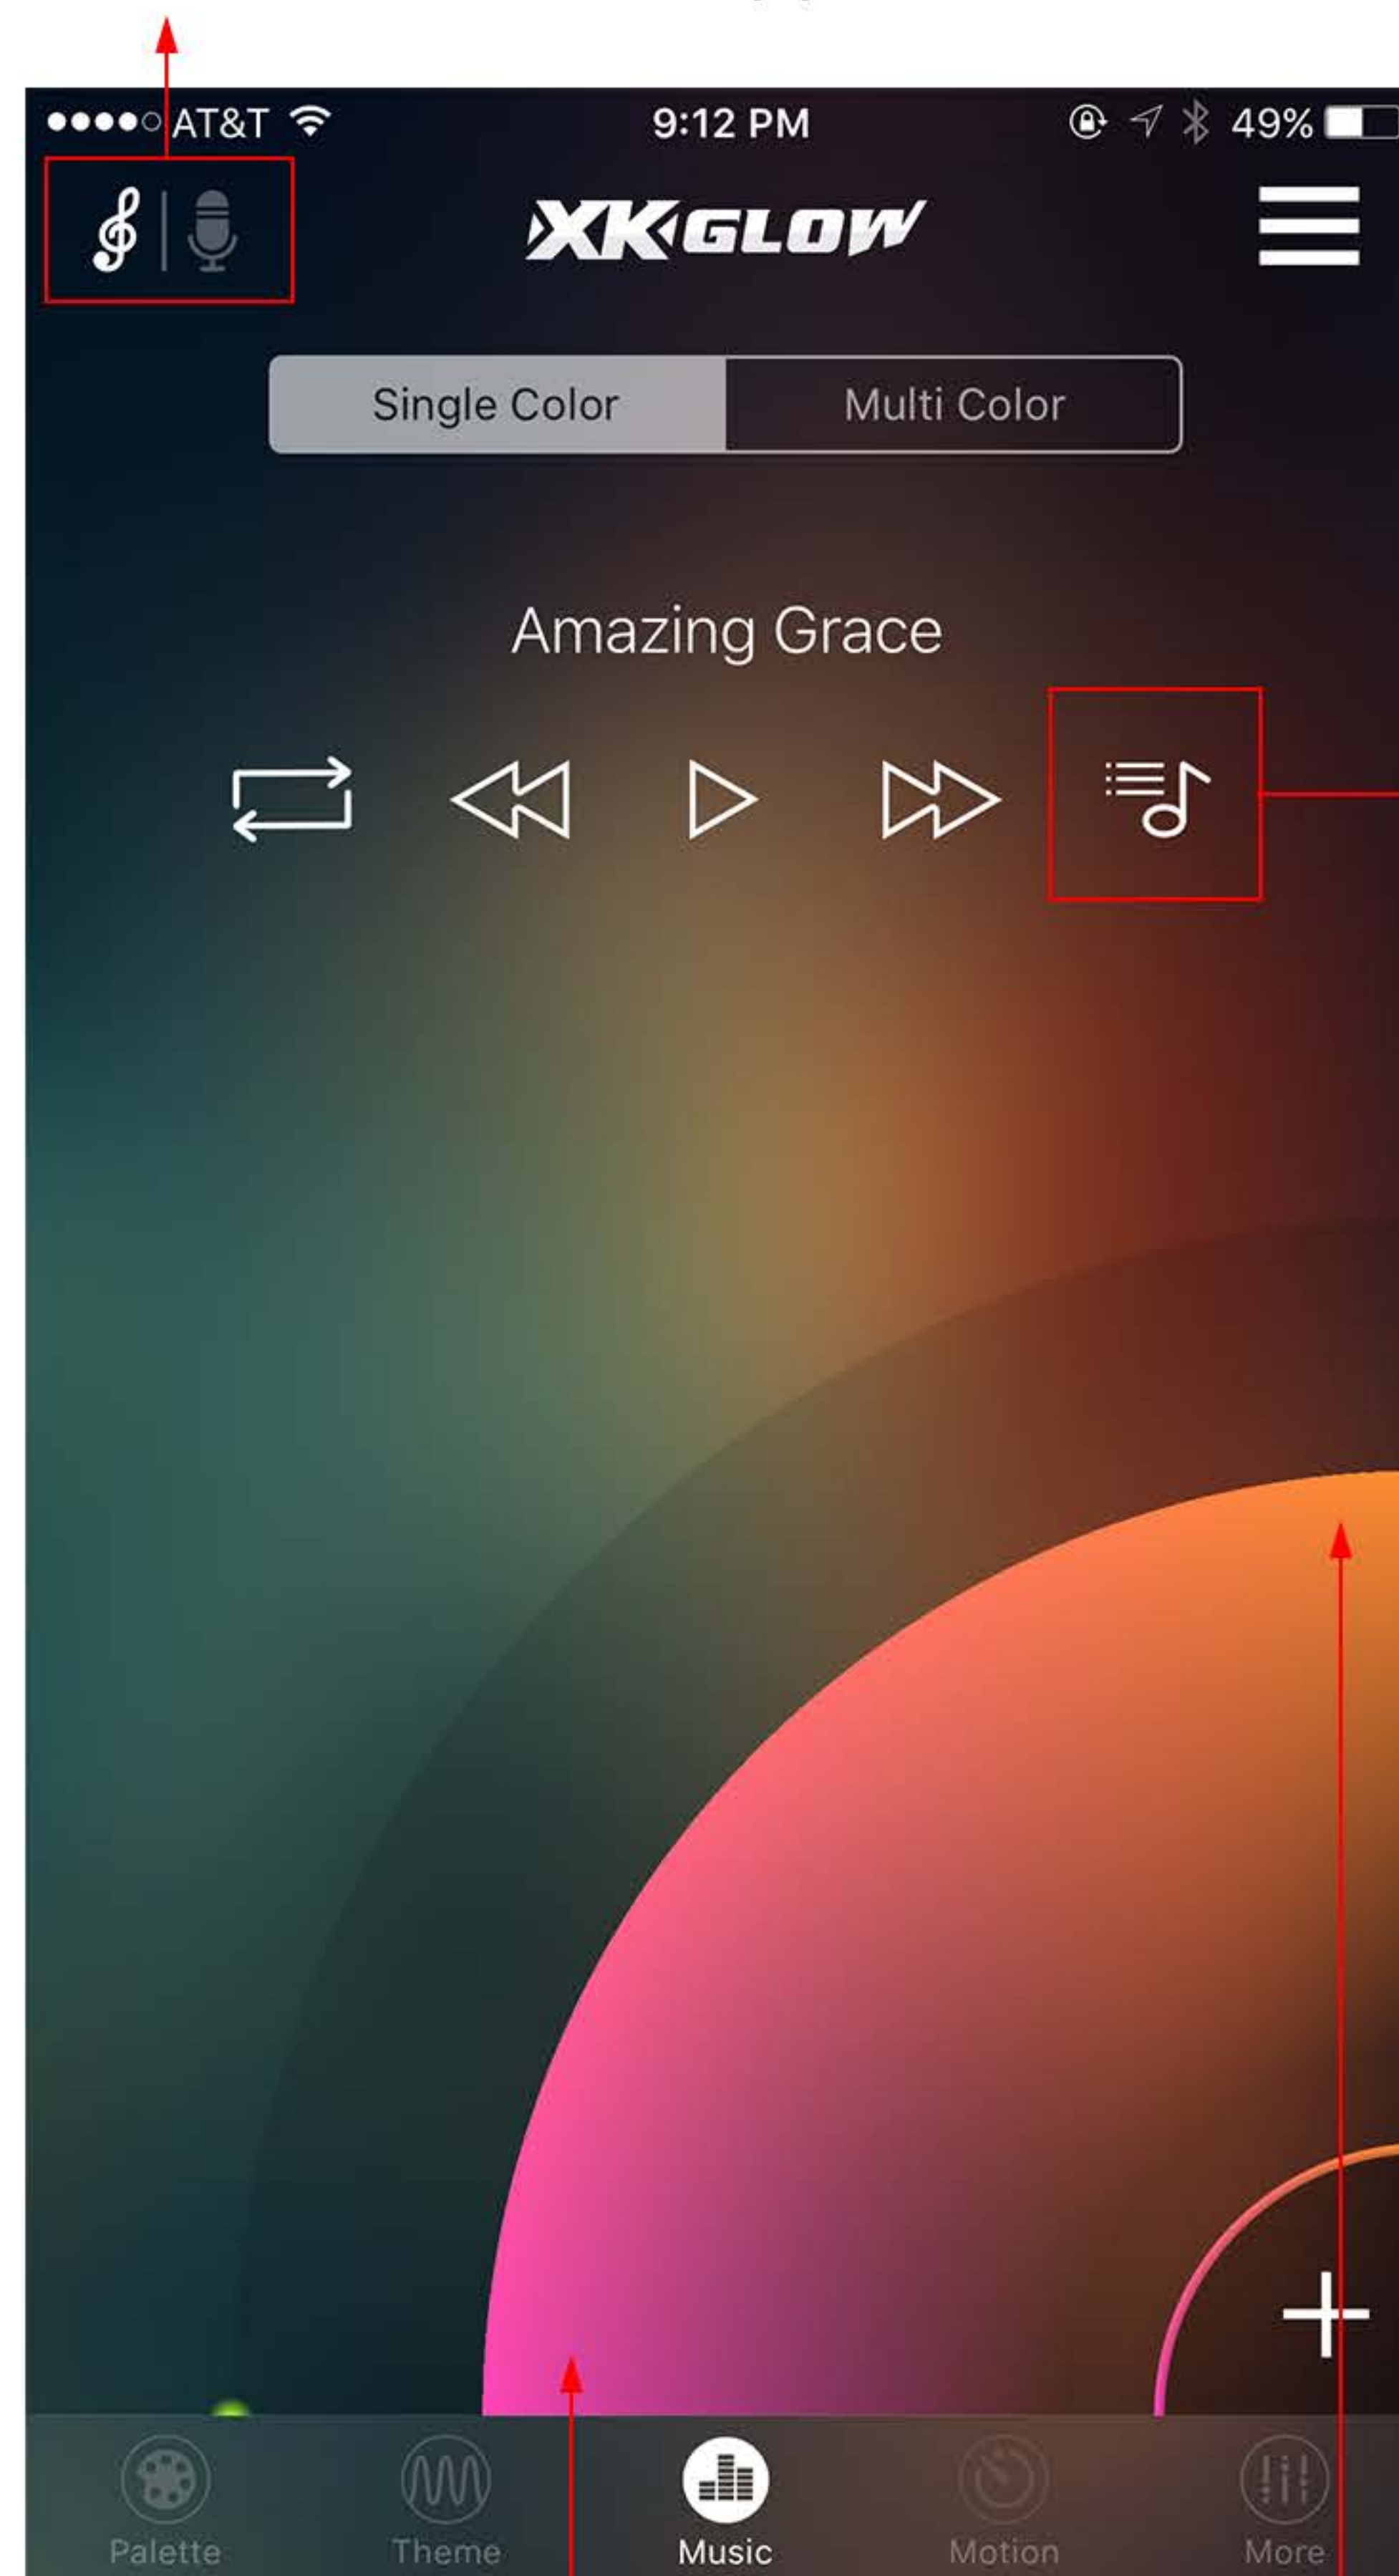 AT&T 9:12 PM 49%
XKGLOW
Single Color Multi Color
Amazing Grace
Palette Theme Music Motion More